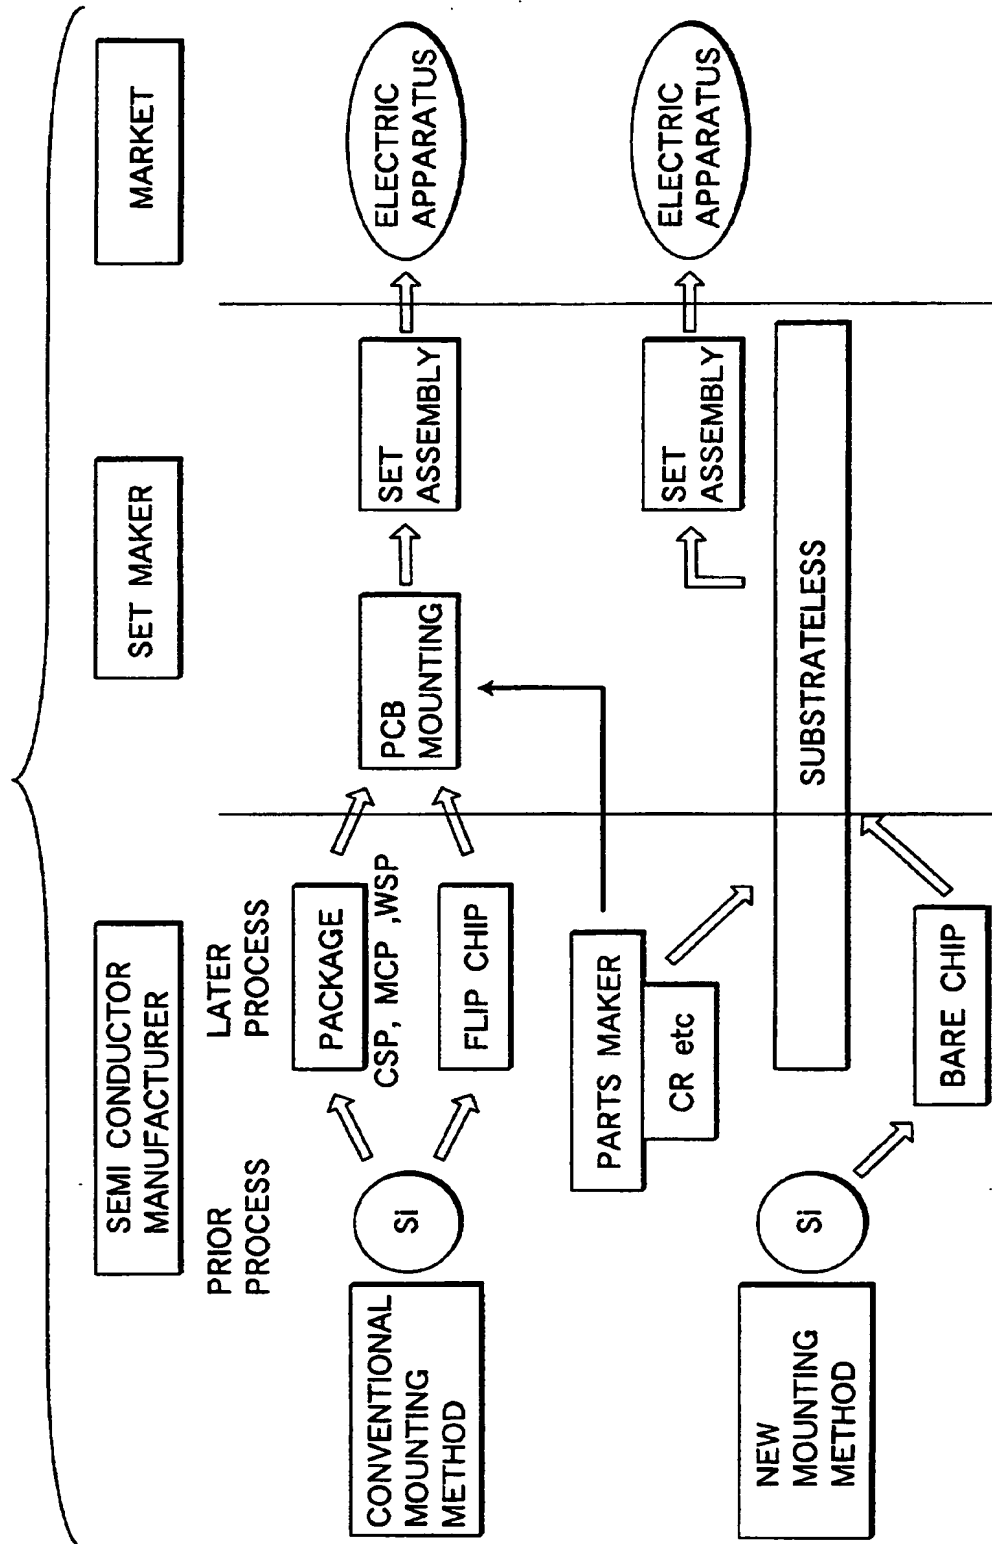 SEMI CONDUCTOR
MANUFACTURER
SET MAKER
MARKET
PRIOR
PROCESS
LATER
PROCESS
CONVENTIONAL
MOUNTING
METHOD
Si
PACKAGE
CSP, MCP ,WSP
FLIP CHIP
PCB
MOUNTING
SET
ASSEMBLY
ELECTRIC
APPARATUS
PARTS MAKER
CR etc
NEW
MOUNTING
METHOD
Si
BARE CHIP
SUBSTRATELESS
SET
ASSEMBLY
ELECTRIC
APPARATUS